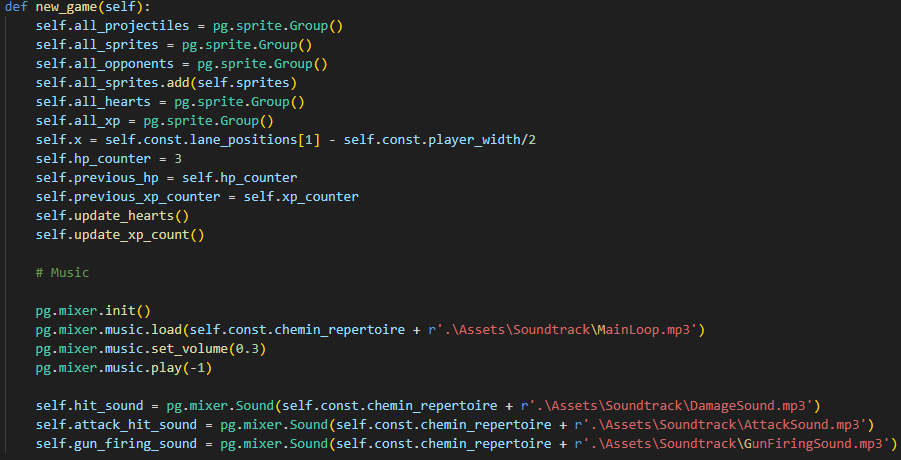 def new_game(self):
    self.all_projectiles = pg.sprite.Group()
    self.all_sprites = pg.sprite.Group()
    self.all_opponents = pg.sprite.Group()
    self.all_sprites.add(self.sprites)
    self.all_hearts = pg.sprite.Group()
    self.all_xp = pg.sprite.Group()
    self.x = self.const.lane_positions[1] - self.const.player_width/2
    self.hp_counter = 3
    self.previous_hp = self.hp_counter
    self.previous_xp_counter = self.xp_counter
    self.update_hearts()
    self.update_xp_count()

    # Music

    pg.mixer.init()
    pg.mixer.music.load(self.const.chemin_repertoire + r'.\Assets\Soundtrack\MainLoop.mp3')
    pg.mixer.music.set_volume(0.3)
    pg.mixer.music.play(-1)

    self.hit_sound = pg.mixer.Sound(self.const.chemin_repertoire + r'.\Assets\Soundtrack\DamageSound.mp3')
    self.attack_hit_sound = pg.mixer.Sound(self.const.chemin_repertoire + r'.\Assets\Soundtrack\AttackSound.mp3')
    self.gun_firing_sound = pg.mixer.Sound(self.const.chemin_repertoire + r'.\Assets\Soundtrack\GunFiringSound.mp3')